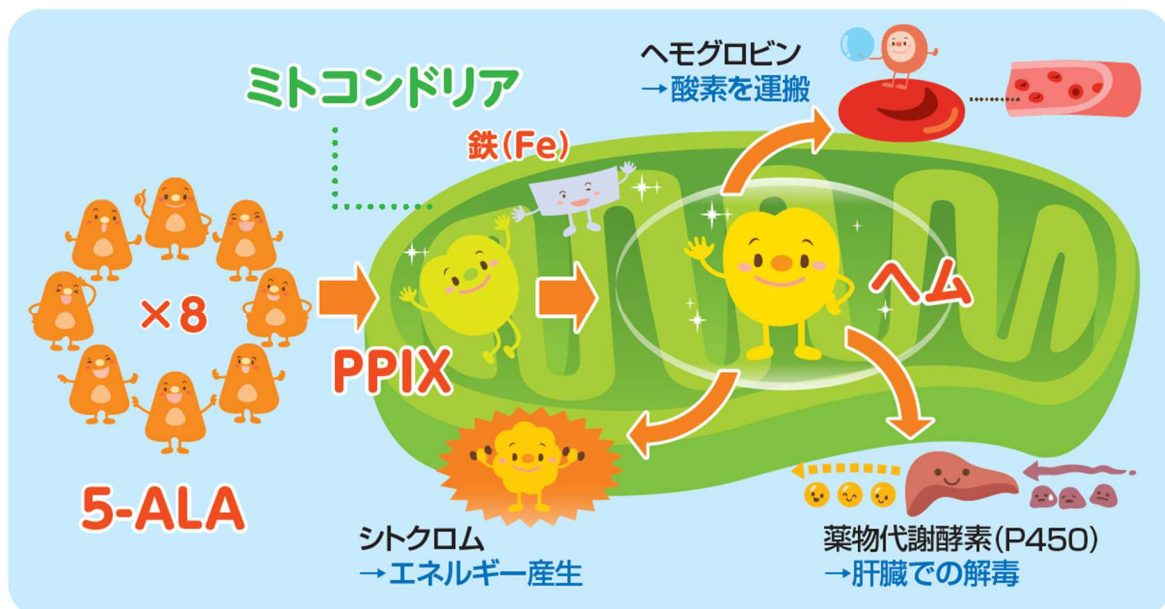 ヘモグロビン
→酸素を運搬
ミトコンドリア
鉄(Fe)
×8
ヘム
PPIX
5-ALA
シトクロム
→エネルギー産生
薬物代謝酵素(P450)
→肝臓での解毒